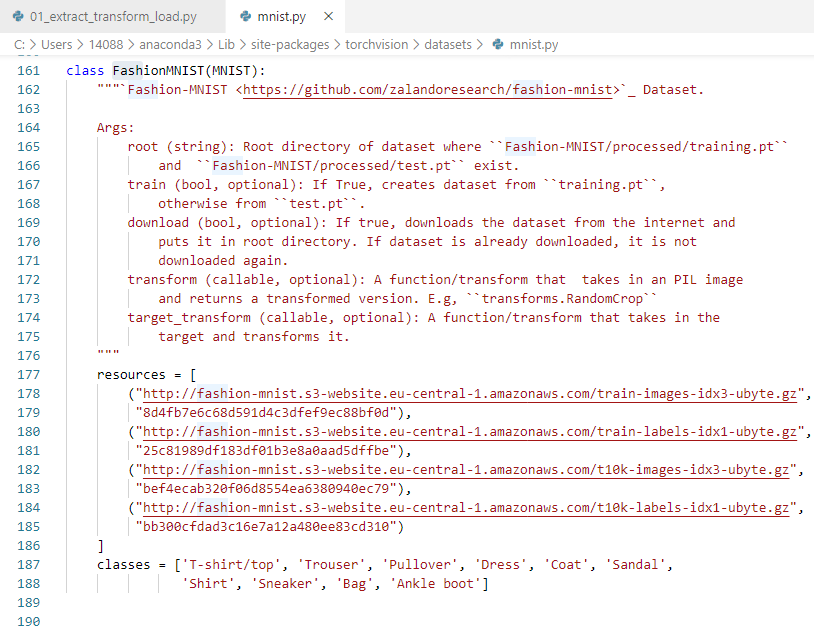 01_extract_transform_load.py
mnist.py ×
C: > Users > 14088 > anaconda3 > Lib > site-packages > torchvision > datasets > mnist.py
161 class FashionMNIST(MNIST):
162 """`Fashion-MNIST <https://github.com/zalandoresearch/fashion-mnist>`_ Dataset.
163
164 Args:
165 root (string): Root directory of dataset where ``Fashion-MNIST/processed/training.pt``
166 and  ``Fashion-MNIST/processed/test.pt`` exist.
167 train (bool, optional): If True, creates dataset from ``training.pt``,
168 otherwise from ``test.pt``.
169 download (bool, optional): If true, downloads the dataset from the internet and
170 puts it in root directory. If dataset is already downloaded, it is not
171 downloaded again.
172 transform (callable, optional): A function/transform that  takes in an PIL image
173 and returns a transformed version. E.g, ``transforms.RandomCrop``
174 target_transform (callable, optional): A function/transform that takes in the
175 target and transforms it.
176 """
177 resources = [
178 ("http://fashion-mnist.s3-website.eu-central-1.amazonaws.com/train-images-idx3-ubyte.gz",
179 "8d4fb7e6c68d591d4c3dfef9ec88bf0d"),
180 ("http://fashion-mnist.s3-website.eu-central-1.amazonaws.com/train-labels-idx1-ubyte.gz",
181 "25c81989df183df01b3e8a0aad5dffbe"),
182 ("http://fashion-mnist.s3-website.eu-central-1.amazonaws.com/t10k-images-idx3-ubyte.gz",
183 "bef4ecab320f06d8554ea6380940ec79"),
184 ("http://fashion-mnist.s3-website.eu-central-1.amazonaws.com/t10k-labels-idx1-ubyte.gz",
185 "bb300cfdad3c16e7a12a480ee83cd310")
186 ]
187 classes = ['T-shirt/top', 'Trouser', 'Pullover', 'Dress', 'Coat', 'Sandal',
188 'Shirt', 'Sneaker', 'Bag', 'Ankle boot']
189
190